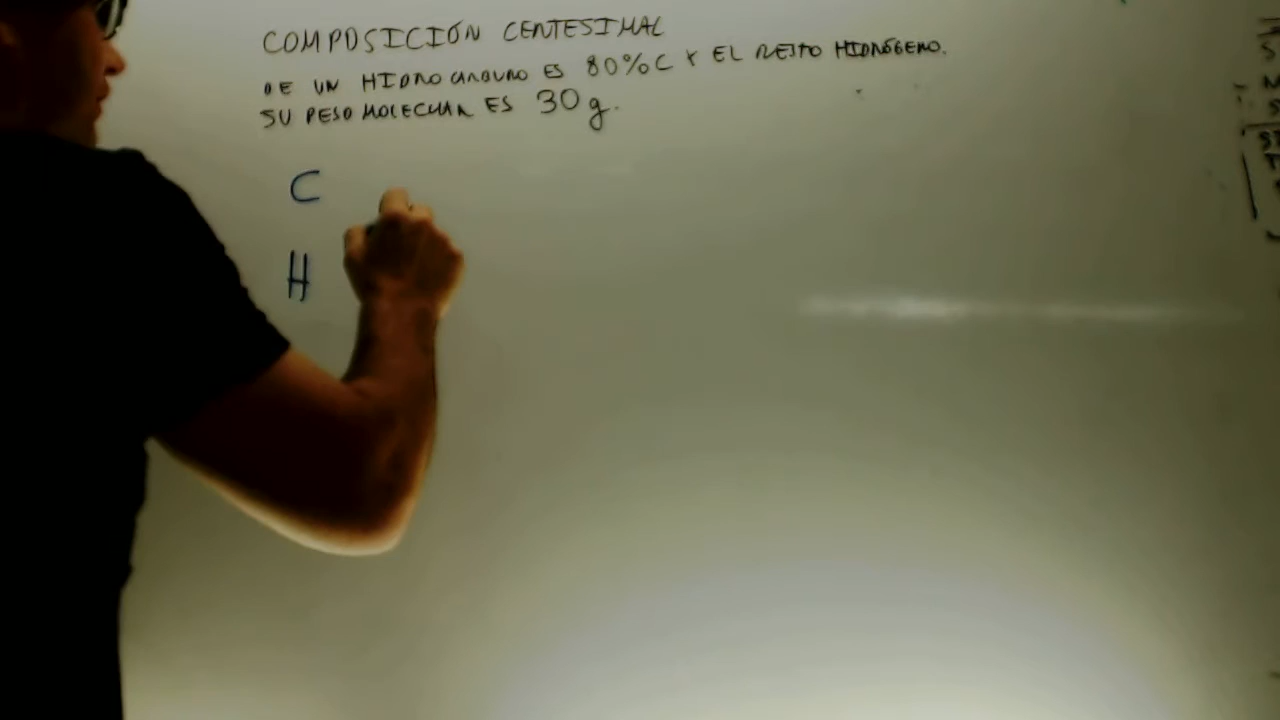 COMPOSICIÓN CENTESIMAL
DE UN HIDROCARBURO ES 80%C Y EL RESTO HIDRÓGENO.
SU PESO MOLECULAR ES 30 g.
C
H